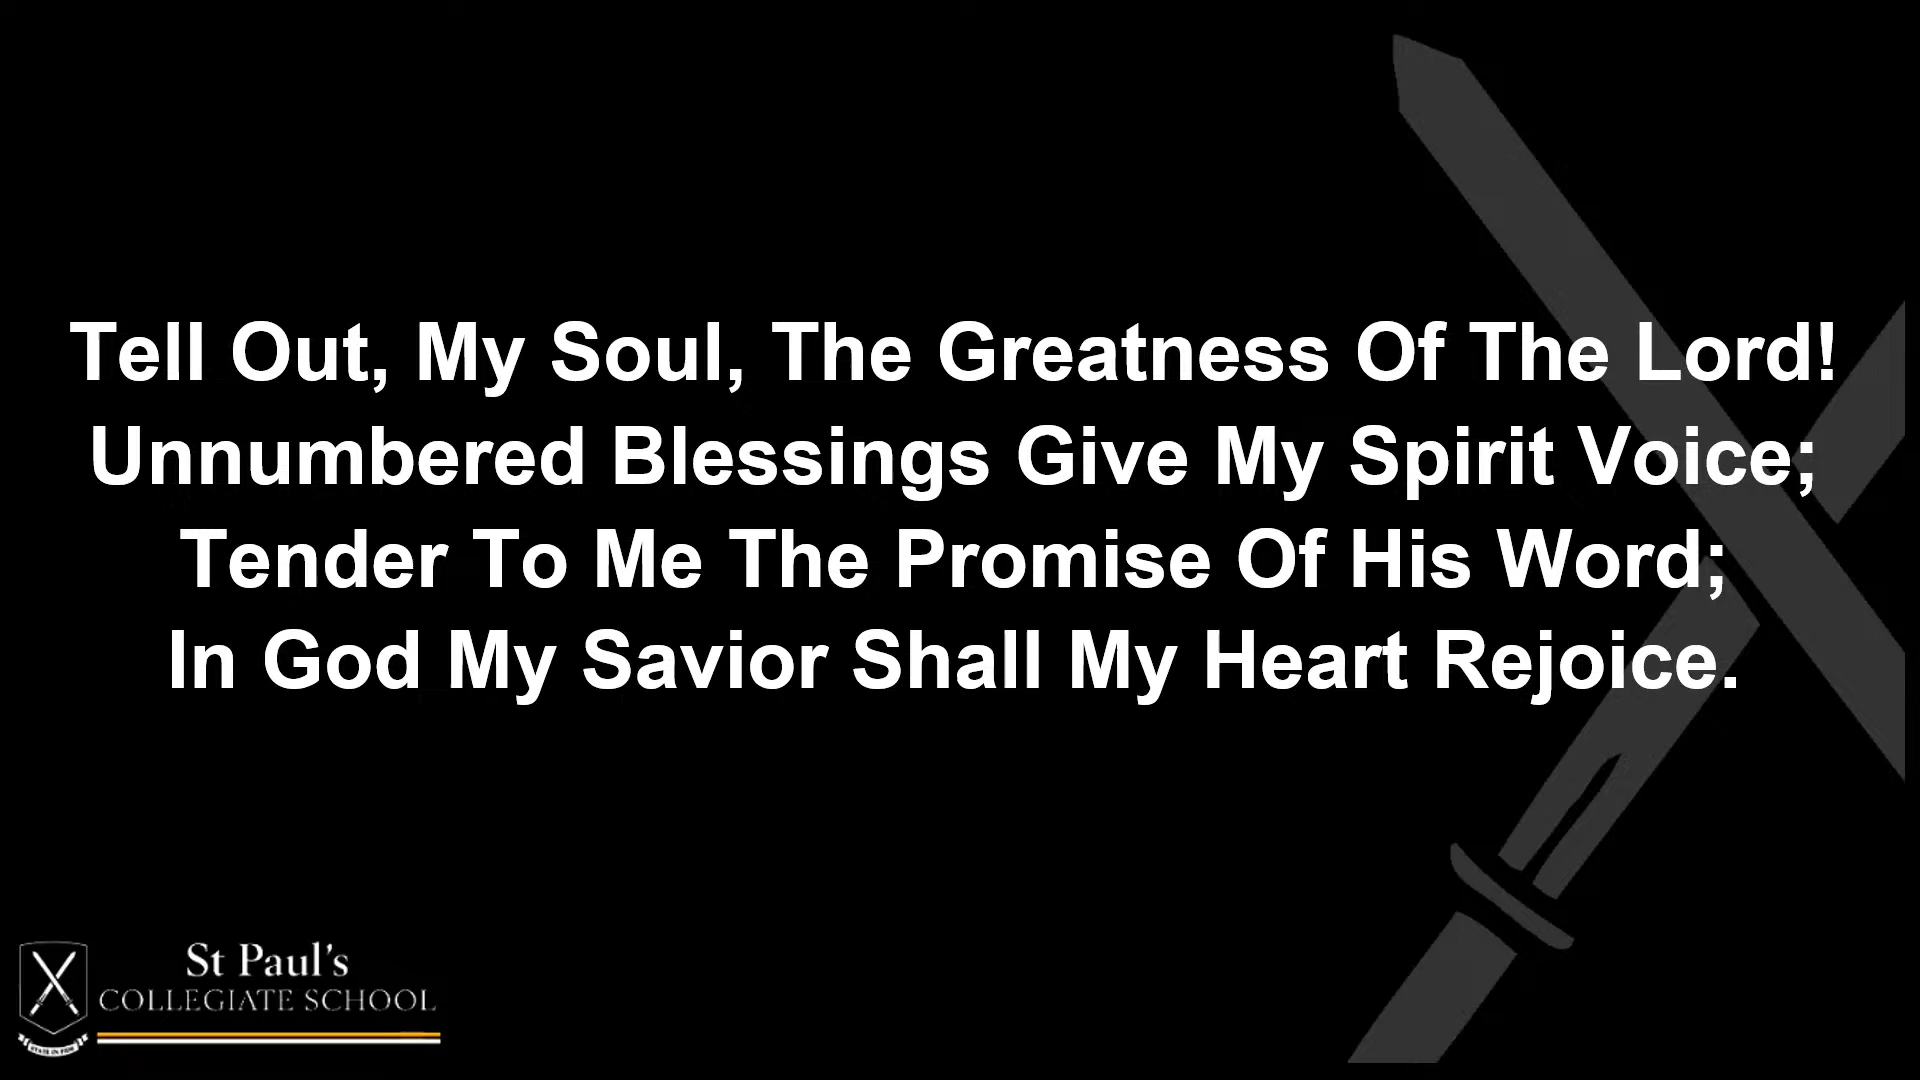 Tell Out, My Soul, The Greatness Of The Lord!
Unnumbered Blessings Give My Spirit Voice;
Tender To Me The Promise Of His Word;
In God My Savior Shall My Heart Rejoice.
St Paul's
COLLEGIATE SCHOOL